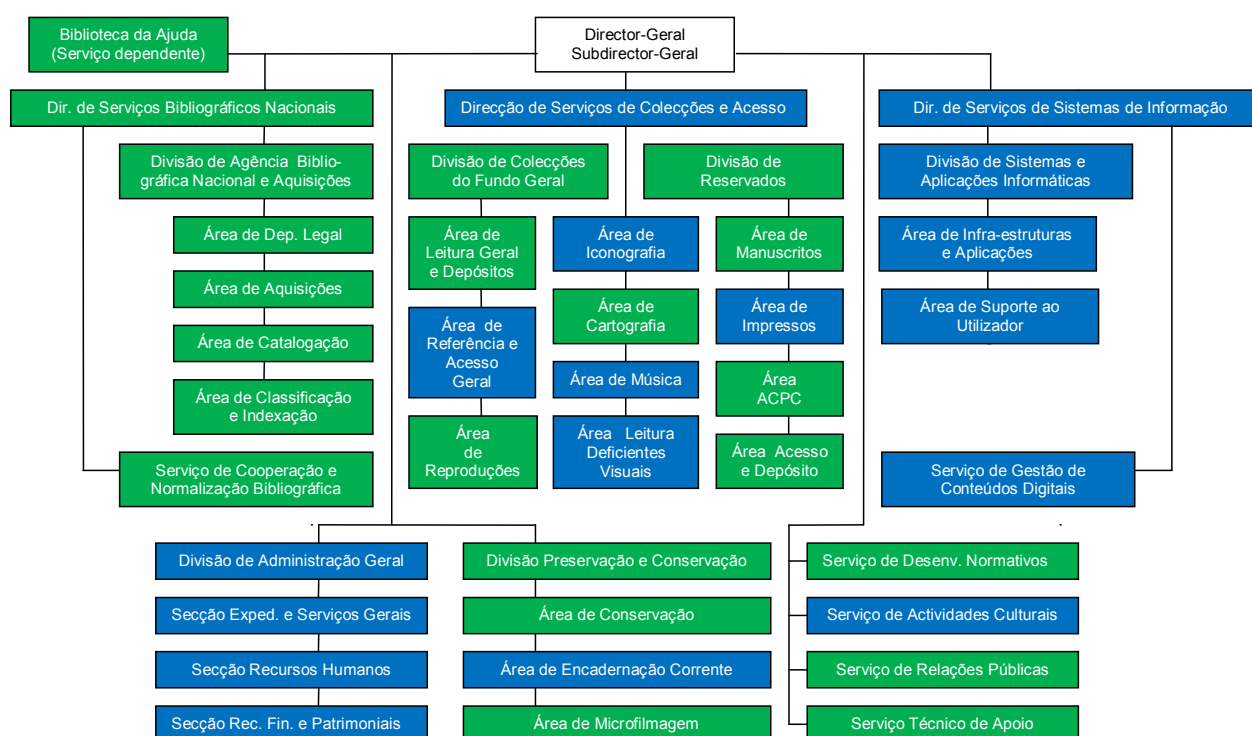 Biblioteca da Ajuda
(Serviço dependente)
Director-Geral
Subdirector-Geral
Dir. de Serviços Bibliográficos Nacionais
Direcção de Serviços de Colecções e Acesso
Dir. de Serviços de Sistemas de Informação
Divisão de Agência Biblio-
gráfica Nacional e Aquisições
Área de Dep. Legal
Área de Aquisições
Área de Catalogação
Área de Classificação
e Indexação
Serviço de Cooperação e
Normalização Bibliográfica
Divisão de Colecções
do Fundo Geral
Área de
Leitura Geral
e Depósitos
Área de
Referência e
Acesso
Geral
Área
de
Reproduções
Área de
Iconografia
Área de
Cartografia
Área de Música
Área Leitura
Deficientes
Visuais
Divisão de
Reservados
Área de
Manuscritos
Área de
Impressos
Área
ACPC
Área Acesso
e Depósito
Divisão de Sistemas e
Aplicações Informáticas
Área de Infra-estruturas
e Aplicações
Área de Suporte ao
Utilizador
Serviço de Gestão de
Conteúdos Digitais
Divisão de Administração Geral
Secção Exped. e Serviços Gerais
Secção Recursos Humanos
Secção Rec. Fin. e Patrimoniais
Divisão Preservação e Conservação
Área de Conservação
Área de Encadernação Corrente
Área de Microfilmagem
Serviço de Desenv. Normativos
Serviço de Actividades Culturais
Serviço de Relações Públicas
Serviço Técnico de Apoio